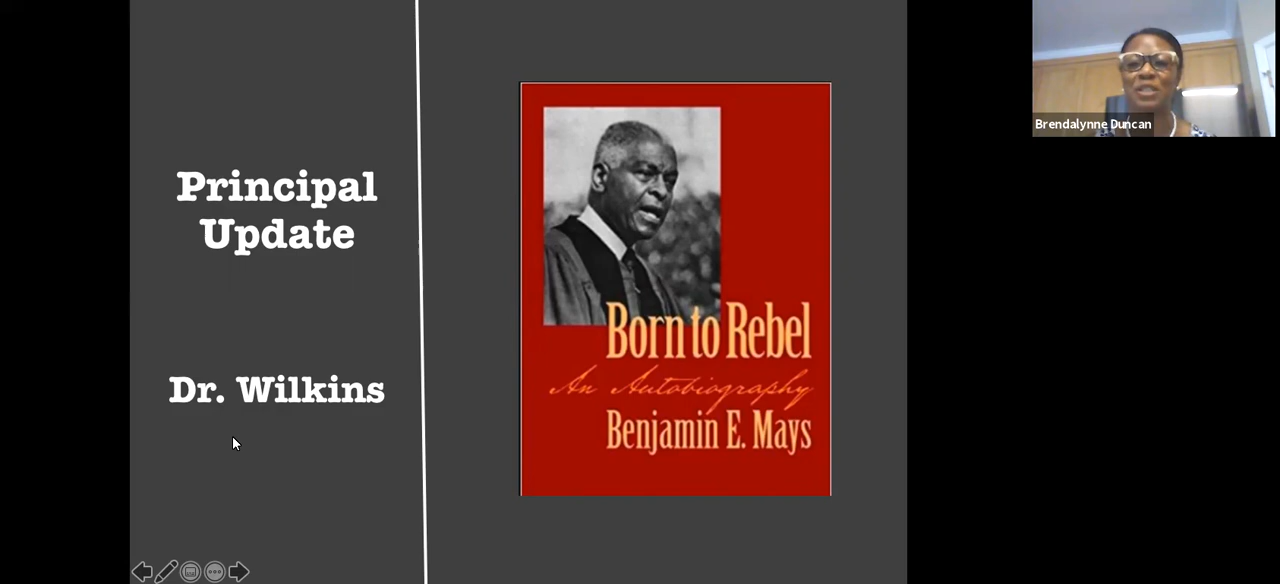 Principal
Update
Dr. Wilkins
Born to Rebel
An Autobiography
Benjamin E. Mays
Brendalynne Duncan